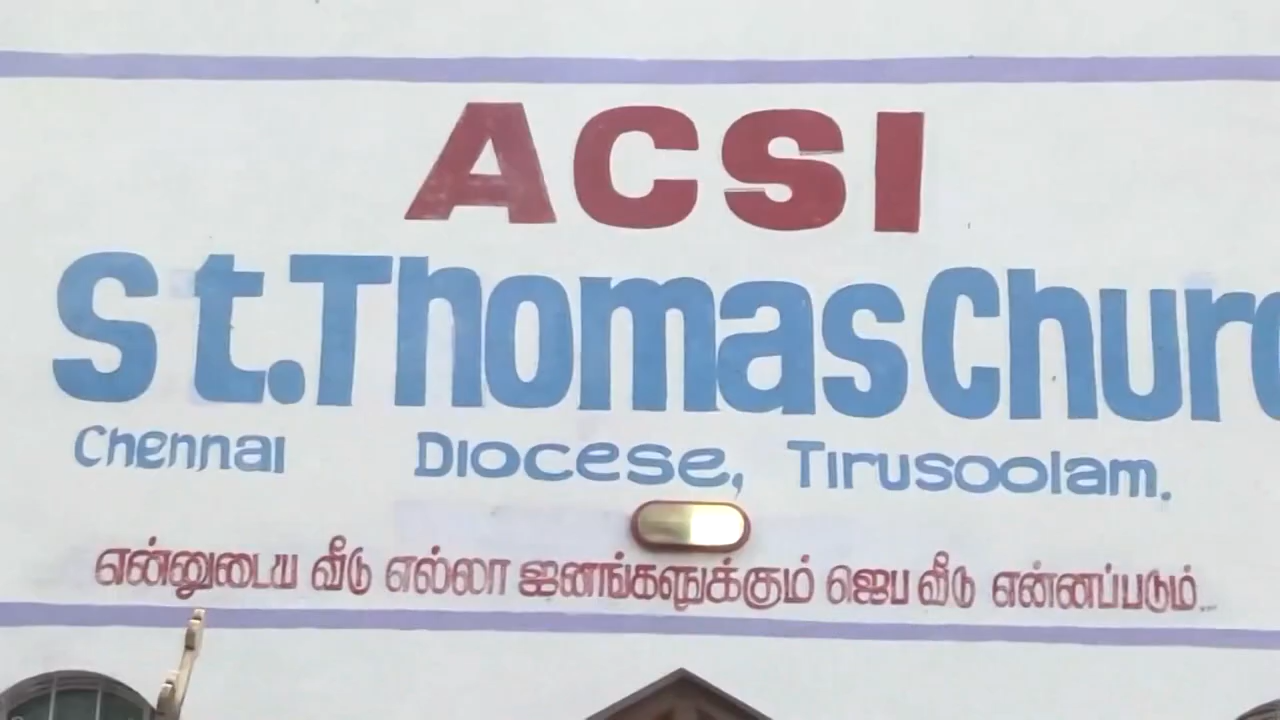 ACSI
St. Thomas Churc
Chennai Diocese, Tirusoolam.
என்னுடைய வீடு எல்லா ஜனங்களுக்கும் ஜெப வீடு என்னப்படும்...